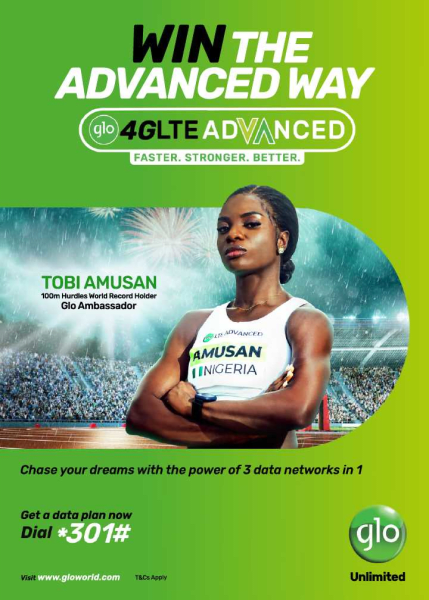 WIN THE
ADVANCED WAY
glo 4GLTE ADVANCED
FASTER. STRONGER. BETTER.
TOBI AMUSAN
100m Hurdles World Record Holder
Glo Ambassador
LTE ADVANCED
AMUSAN
NIGERIA
Chase your dreams with the power of 3 data networks in 1
Get a data plan now
Dial *301#
glo
Visit www.gloworld.com T&Cs Apply
Unlimited